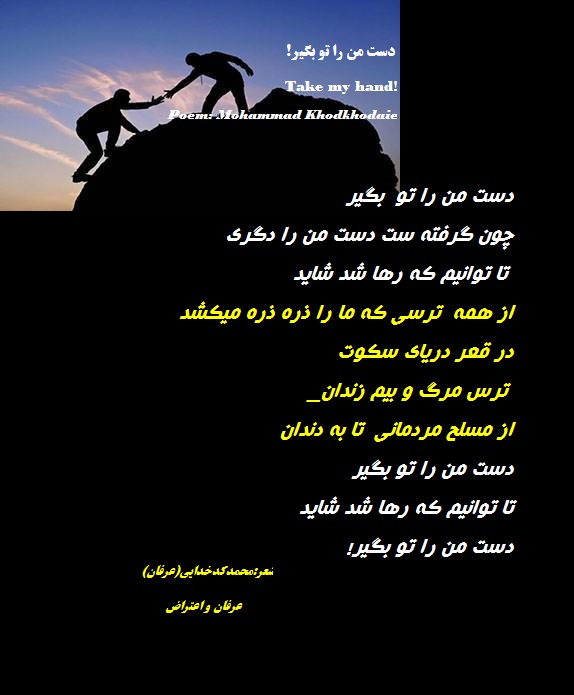 دست من را تو بگیر!
Take my hand!
Poem: Mohammad Khodkhodaie
دست من را تو بگیر
چون گرفته ست دست من را دگری
تا توانیم که رها شد شاید
از همه ترسی که ما را ذره ذره میکشد
در قعر دریای سکوت
ترس مرگ و بیم زندان_
از مسلح مردمانی تا به دندان
دست من را تو بگیر
تا توانیم که رها شد شاید
دست من را تو بگیر!
شعر:محمدکدخدایی(عرفان)
عرفان و اعتراض